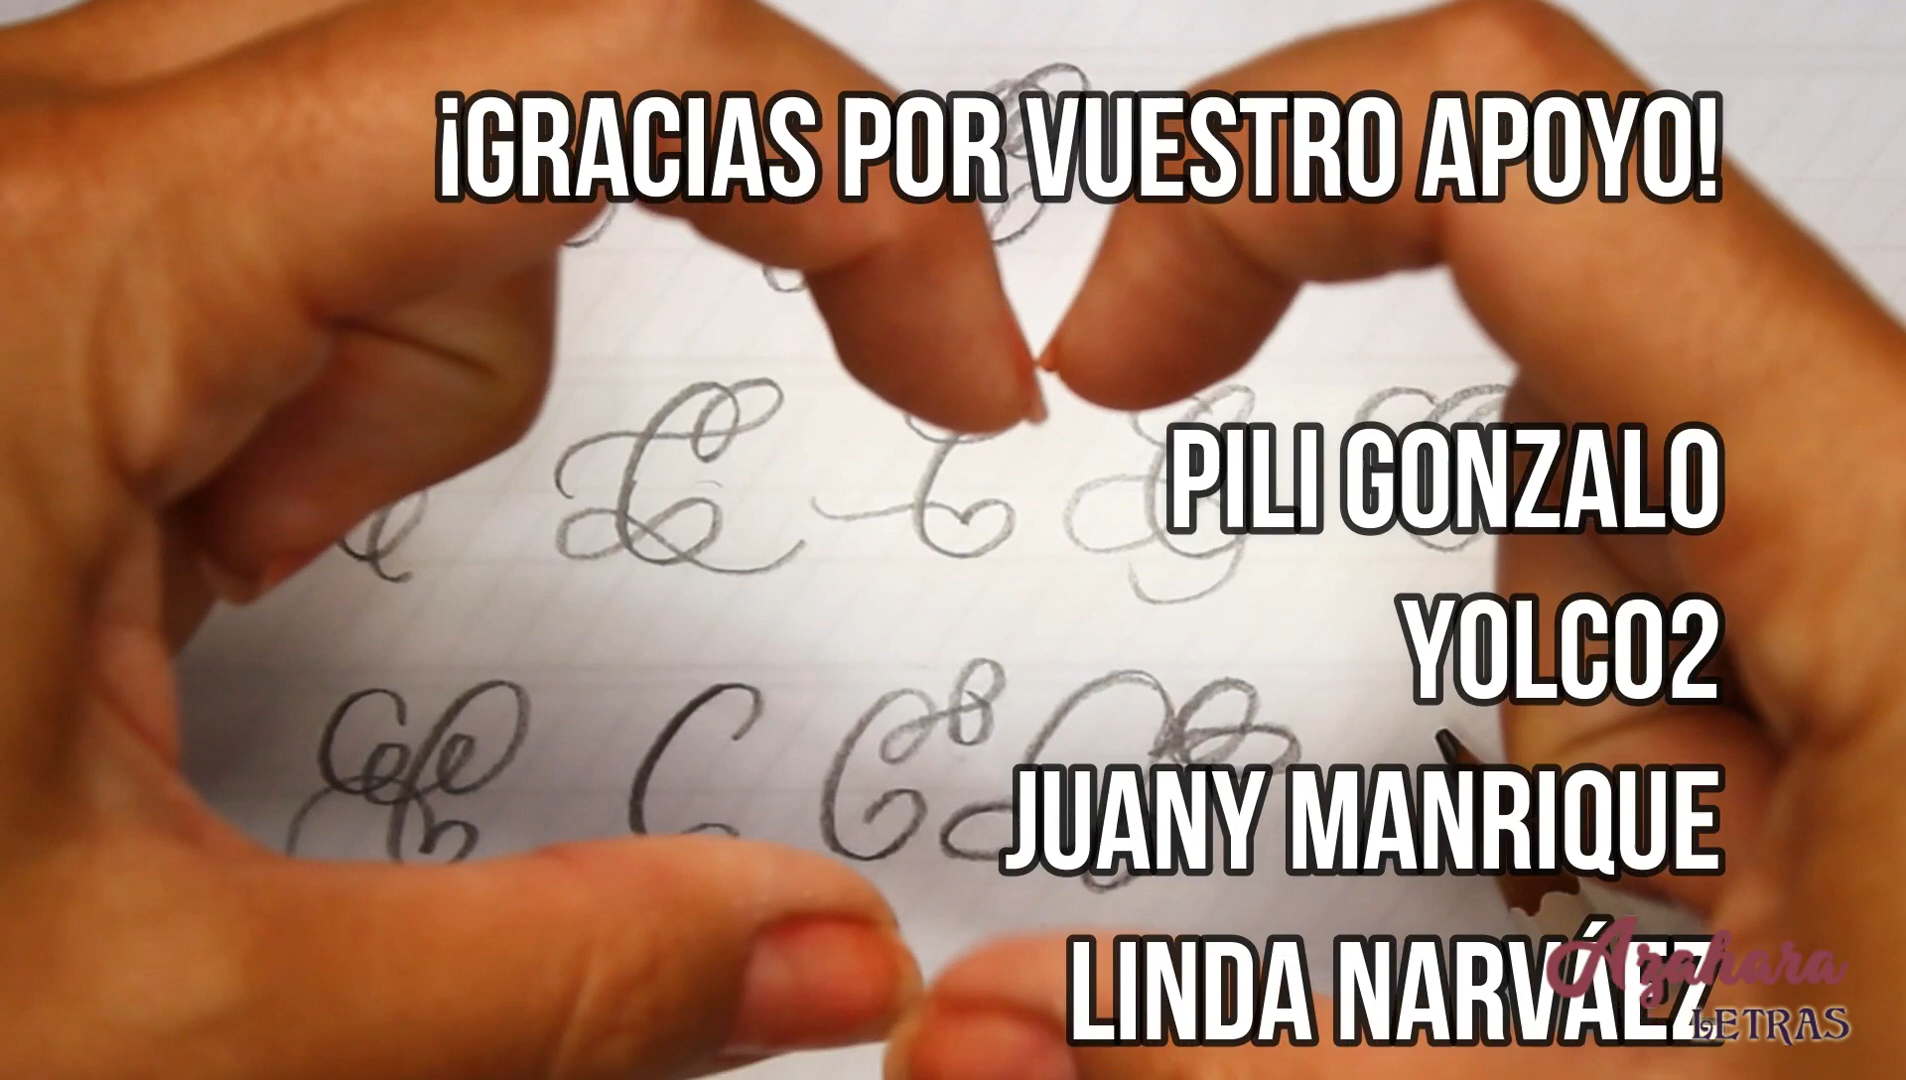 ¡GRACIAS POR VUESTRO APOYO!
PILI GONZALO
YOLCO2
JUANY MANRIQUE
LINDA NARVÁEZ
Azahara
LETRAS